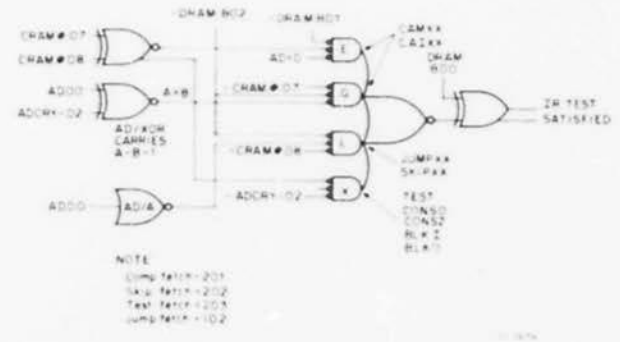 -DRAM B02
-DRAM B01
CRAM # 07
CRAM # 08
E
AD=0
CAMXX
CAIXX
DRAM
B00
AD00
ADCRY-02
A>B
CRAM # 07
G
IR TEST
SATISFIED
AD/XOR
CARRIES
A-B-1
-CRAM # 08
L
JUMPXX
SKIPXX
AD00
AD/A
-ADCRY-02
X
TEST
CONSO
CONSZ
BLKI
BLKO
NOTE
Comp fetch=201
Skip fetch=202
Test fetch=203
Jump fetch=102